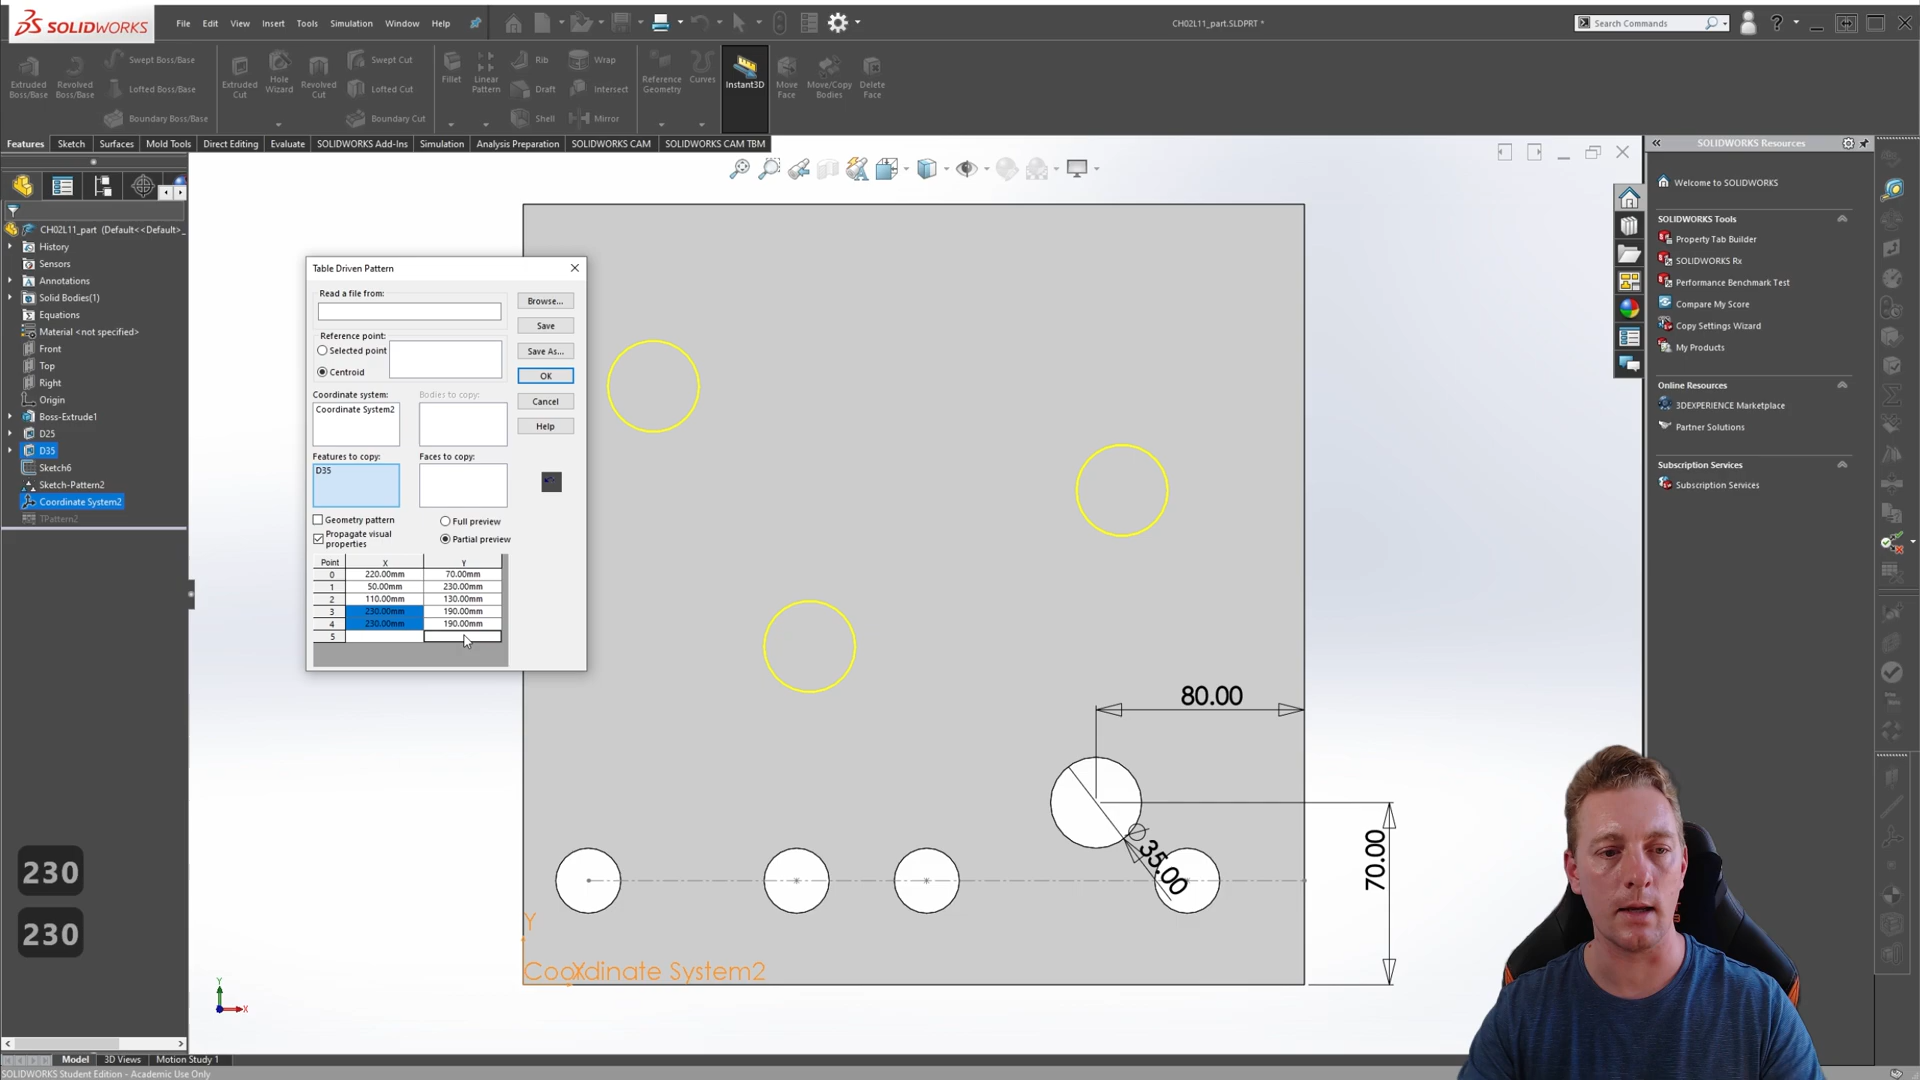 SOLIDWORKS
File Edit View Insert Tools Simulation Window Help
CH02L11_part.SLDPRT *
Search Commands
Extruded Boss/Base
Revolved Boss/Base
Swept Boss/Base
Lofted Boss/Base
Boundary Boss/Base
Extruded Cut
Hole Wizard
Revolved Cut
Swept Cut
Lofted Cut
Boundary Cut
Fillet
Linear Pattern
Rib
Draft
Shell
Wrap
Intersect
Mirror
Reference Geometry
Curves
Instant3D
Move Face
Move/Copy Bodies
Delete Face
Features Sketch Surfaces Mold Tools Direct Editing Evaluate SOLIDWORKS Add-Ins Simulation Analysis Preparation SOLIDWORKS CAM SOLIDWORKS CAM TBM
CH02L11_part (Default<<Default>_
History
Sensors
Annotations
Solid Bodies(1)
Equations
Material <not specified>
Front
Top
Right
Origin
Boss-Extrude1
D25
D35
Sketch6
Sketch-Pattern2
Coordinate System2
TPattern2
Table Driven Pattern
Read a file from:
Browse...
Save
Save As...
OK
Cancel
Help
Reference point:
Selected point
Centroid
Coordinate system:
Coordinate System2
Bodies to copy:
Features to copy:
D35
Faces to copy:
Geometry pattern
Propagate visual properties
Full preview
Partial preview
Point X Y
0 220.00mm 70.00mm
1 50.00mm 230.00mm
2 110.00mm 130.00mm
3 230.00mm 190.00mm
4 230.00mm 190.00mm
5
80.00
70.00
∅35.00
Y
X
Coordinate System2
Y
X
230
230
SOLIDWORKS Resources
Welcome to SOLIDWORKS
SOLIDWORKS Tools
Property Tab Builder
SOLIDWORKS Rx
Performance Benchmark Test
Compare My Score
Copy Settings Wizard
My Products
Online Resources
3DEXPERIENCE Marketplace
Partner Solutions
Subscription Services
Subscription Services
Model 3D Views Motion Study 1
SOLIDWORKS Student Edition - Academic Use Only